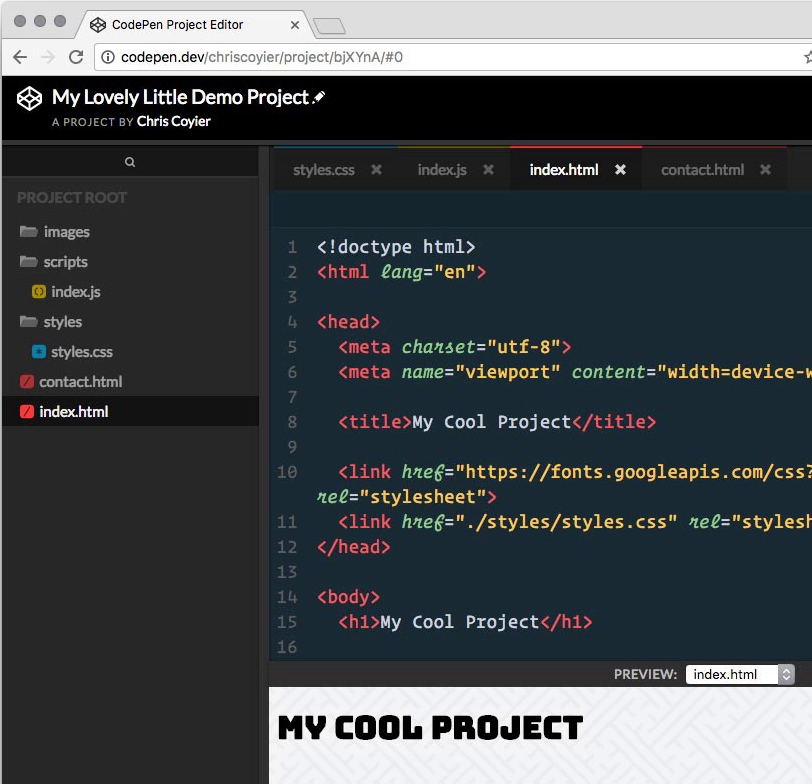 CodePen Project Editor
codepen.dev/chriscoyier/project/bjXYnA/#0
My Lovely Little Demo Project
A PROJECT BY Chris Coyier
styles.css index.js index.html contact.html
PROJECT ROOT
images
scripts
index.js
styles
styles.css
contact.html
index.html
1 <!doctype html>
2 <html lang="en">
3
4 <head>
5 <meta charset="utf-8">
6 <meta name="viewport" content="width=device-w
7
8 <title>My Cool Project</title>
9
10 <link href="https://fonts.googleapis.com/css?
rel="stylesheet">
11 <link href="./styles/styles.css" rel="stylesh
12 </head>
13
14 <body>
15 <h1>My Cool Project</h1>
16
PREVIEW: index.html
MY COOL PROJECT